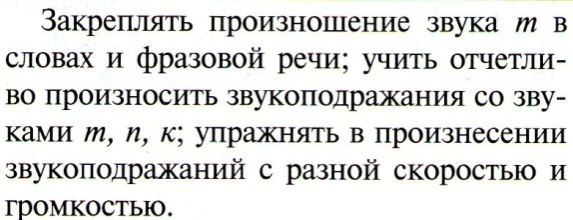 Закреплять произношение звука т в
словах и фразовой речи; учить отчетли-
во произносить звукоподражания со зву-
ками т, п, к; упражнять в произнесении
звукоподражаний с разной скоростью и
громкостью.